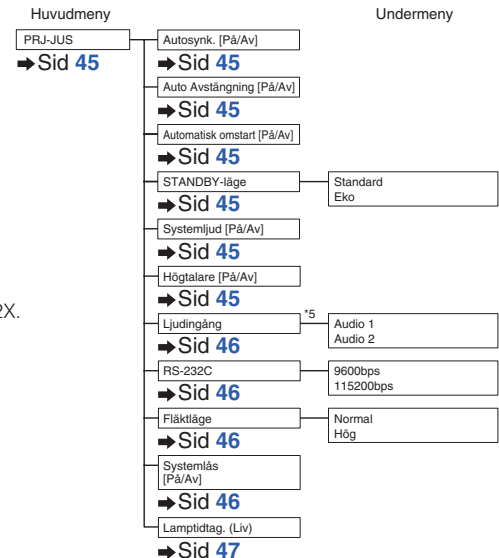 Huvudmeny
Undermeny
PRJ-JUS
➡Sid 45
Autosynk. [På/Av]
➡Sid 45
Auto Avstängning [På/Av]
➡Sid 45
Automatisk omstart [På/Av]
➡Sid 45
STANDBY-läge
Standard
Eko
➡Sid 45
Systemljud [På/Av]
➡Sid 45
Högtalare [På/Av]
➡Sid 45
2X.
Ljudingång
*5
Audio 1
Audio 2
➡Sid 46
RS-232C
9600bps
115200bps
➡Sid 46
Fläktläge
Normal
Hög
➡Sid 46
Systemlås
[På/Av]
➡Sid 46
Lamptidtag. (Liv)
➡Sid 47